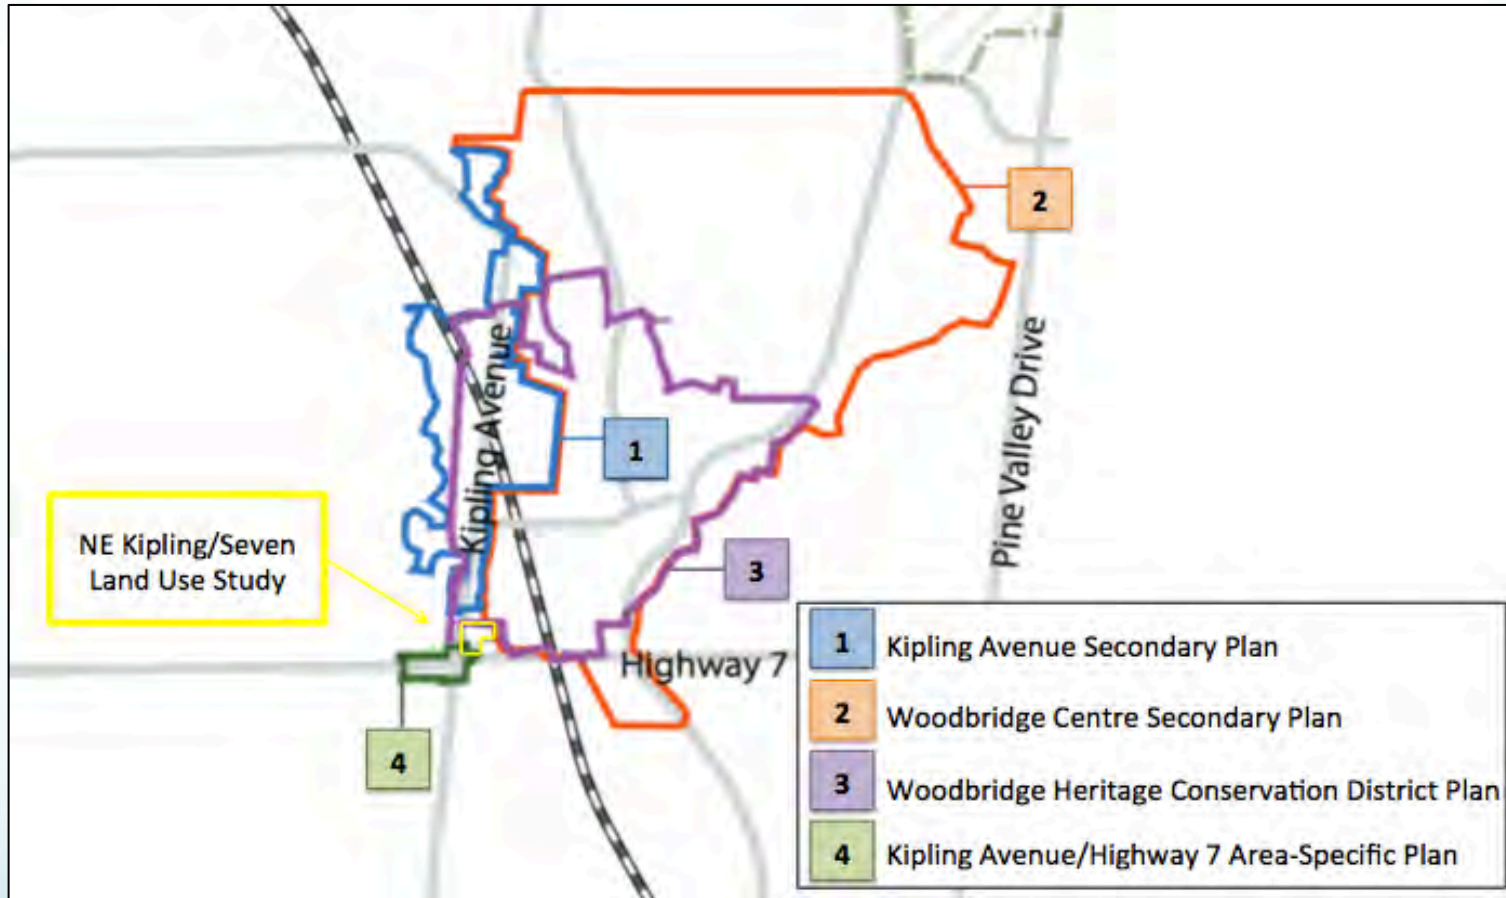 2
Pine Valley Drive
Kipling Avenue
1
NE Kipling/Seven
Land Use Study
3
Highway 7
4
1 Kipling Avenue Secondary Plan
2 Woodbridge Centre Secondary Plan
3 Woodbridge Heritage Conservation District Plan
4 Kipling Avenue/Highway 7 Area-Specific Plan